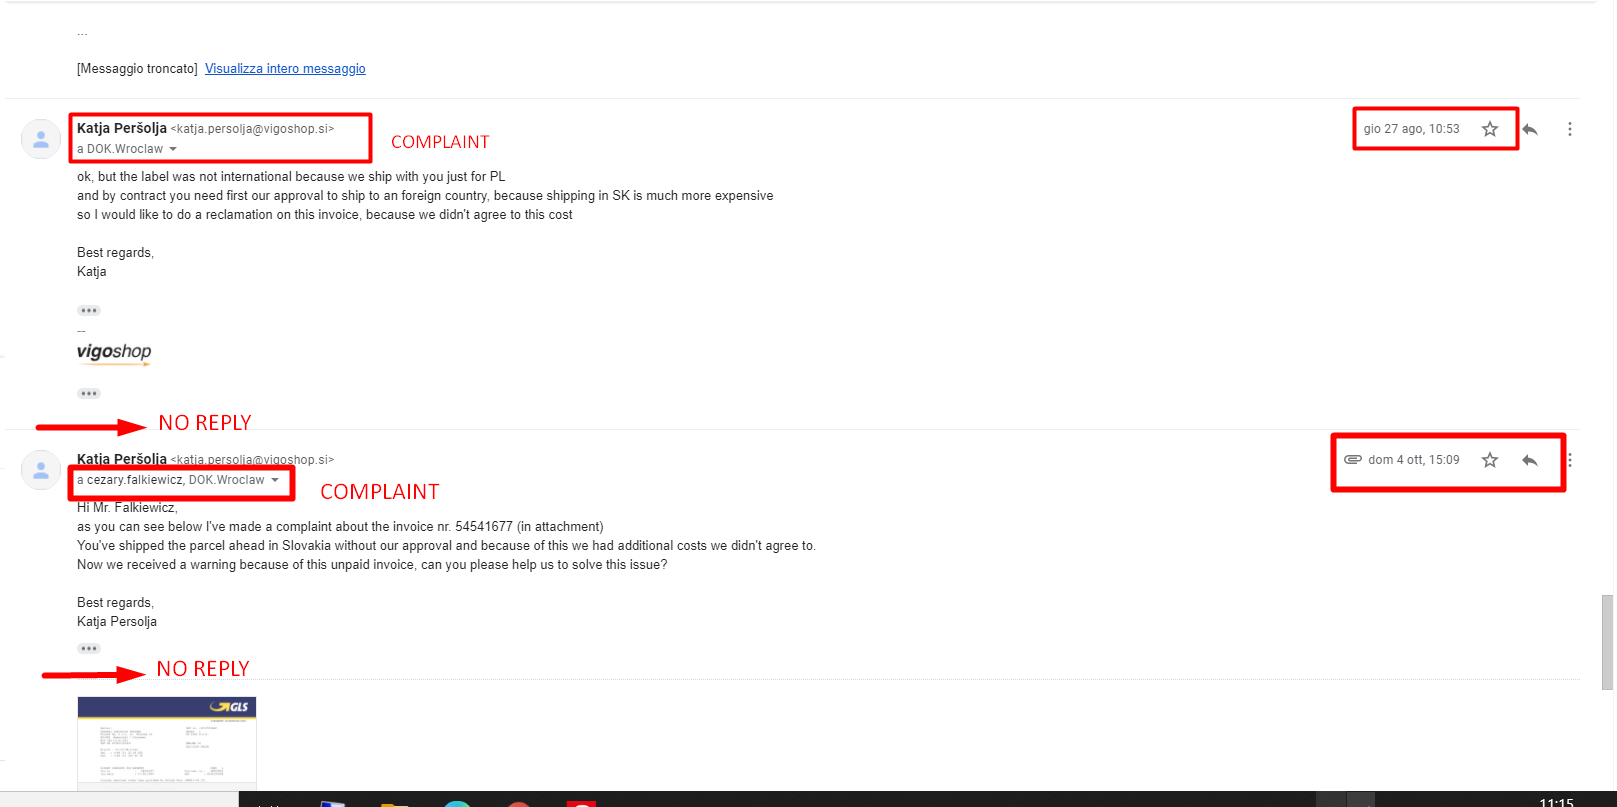 ...
[Messaggio troncato] Visualizza intero messaggio
Katja Peršolja <katja.persolja@vigoshop.si>
gio 27 ago, 10:53
a DOK.Wroclaw
COMPLAINT
ok, but the label was not international because we ship with you just for PL
and by contract you need first our approval to ship to an foreign country, because shipping in SK is much more expensive
so I would like to do a reclamation on this invoice, because we didn't agree to this cost
Best regards,
Katja
--
vigoshop
NO REPLY
Katja Peršolja <katja.persolja@vigoshop.si>
dom 4 ott, 15:09
a cezary.falkiewicz, DOK.Wroclaw
COMPLAINT
Hi Mr. Falkiewicz,
as you can see below I've made a complaint about the invoice nr. 54541677 (in attachment)
You've shipped the parcel ahead in Slovakia without our approval and because of this we had additional costs we didn't agree to.
Now we received a warning because of this unpaid invoice, can you please help us to solve this issue?
Best regards,
Katja Persolja
NO REPLY
GLS
11:15